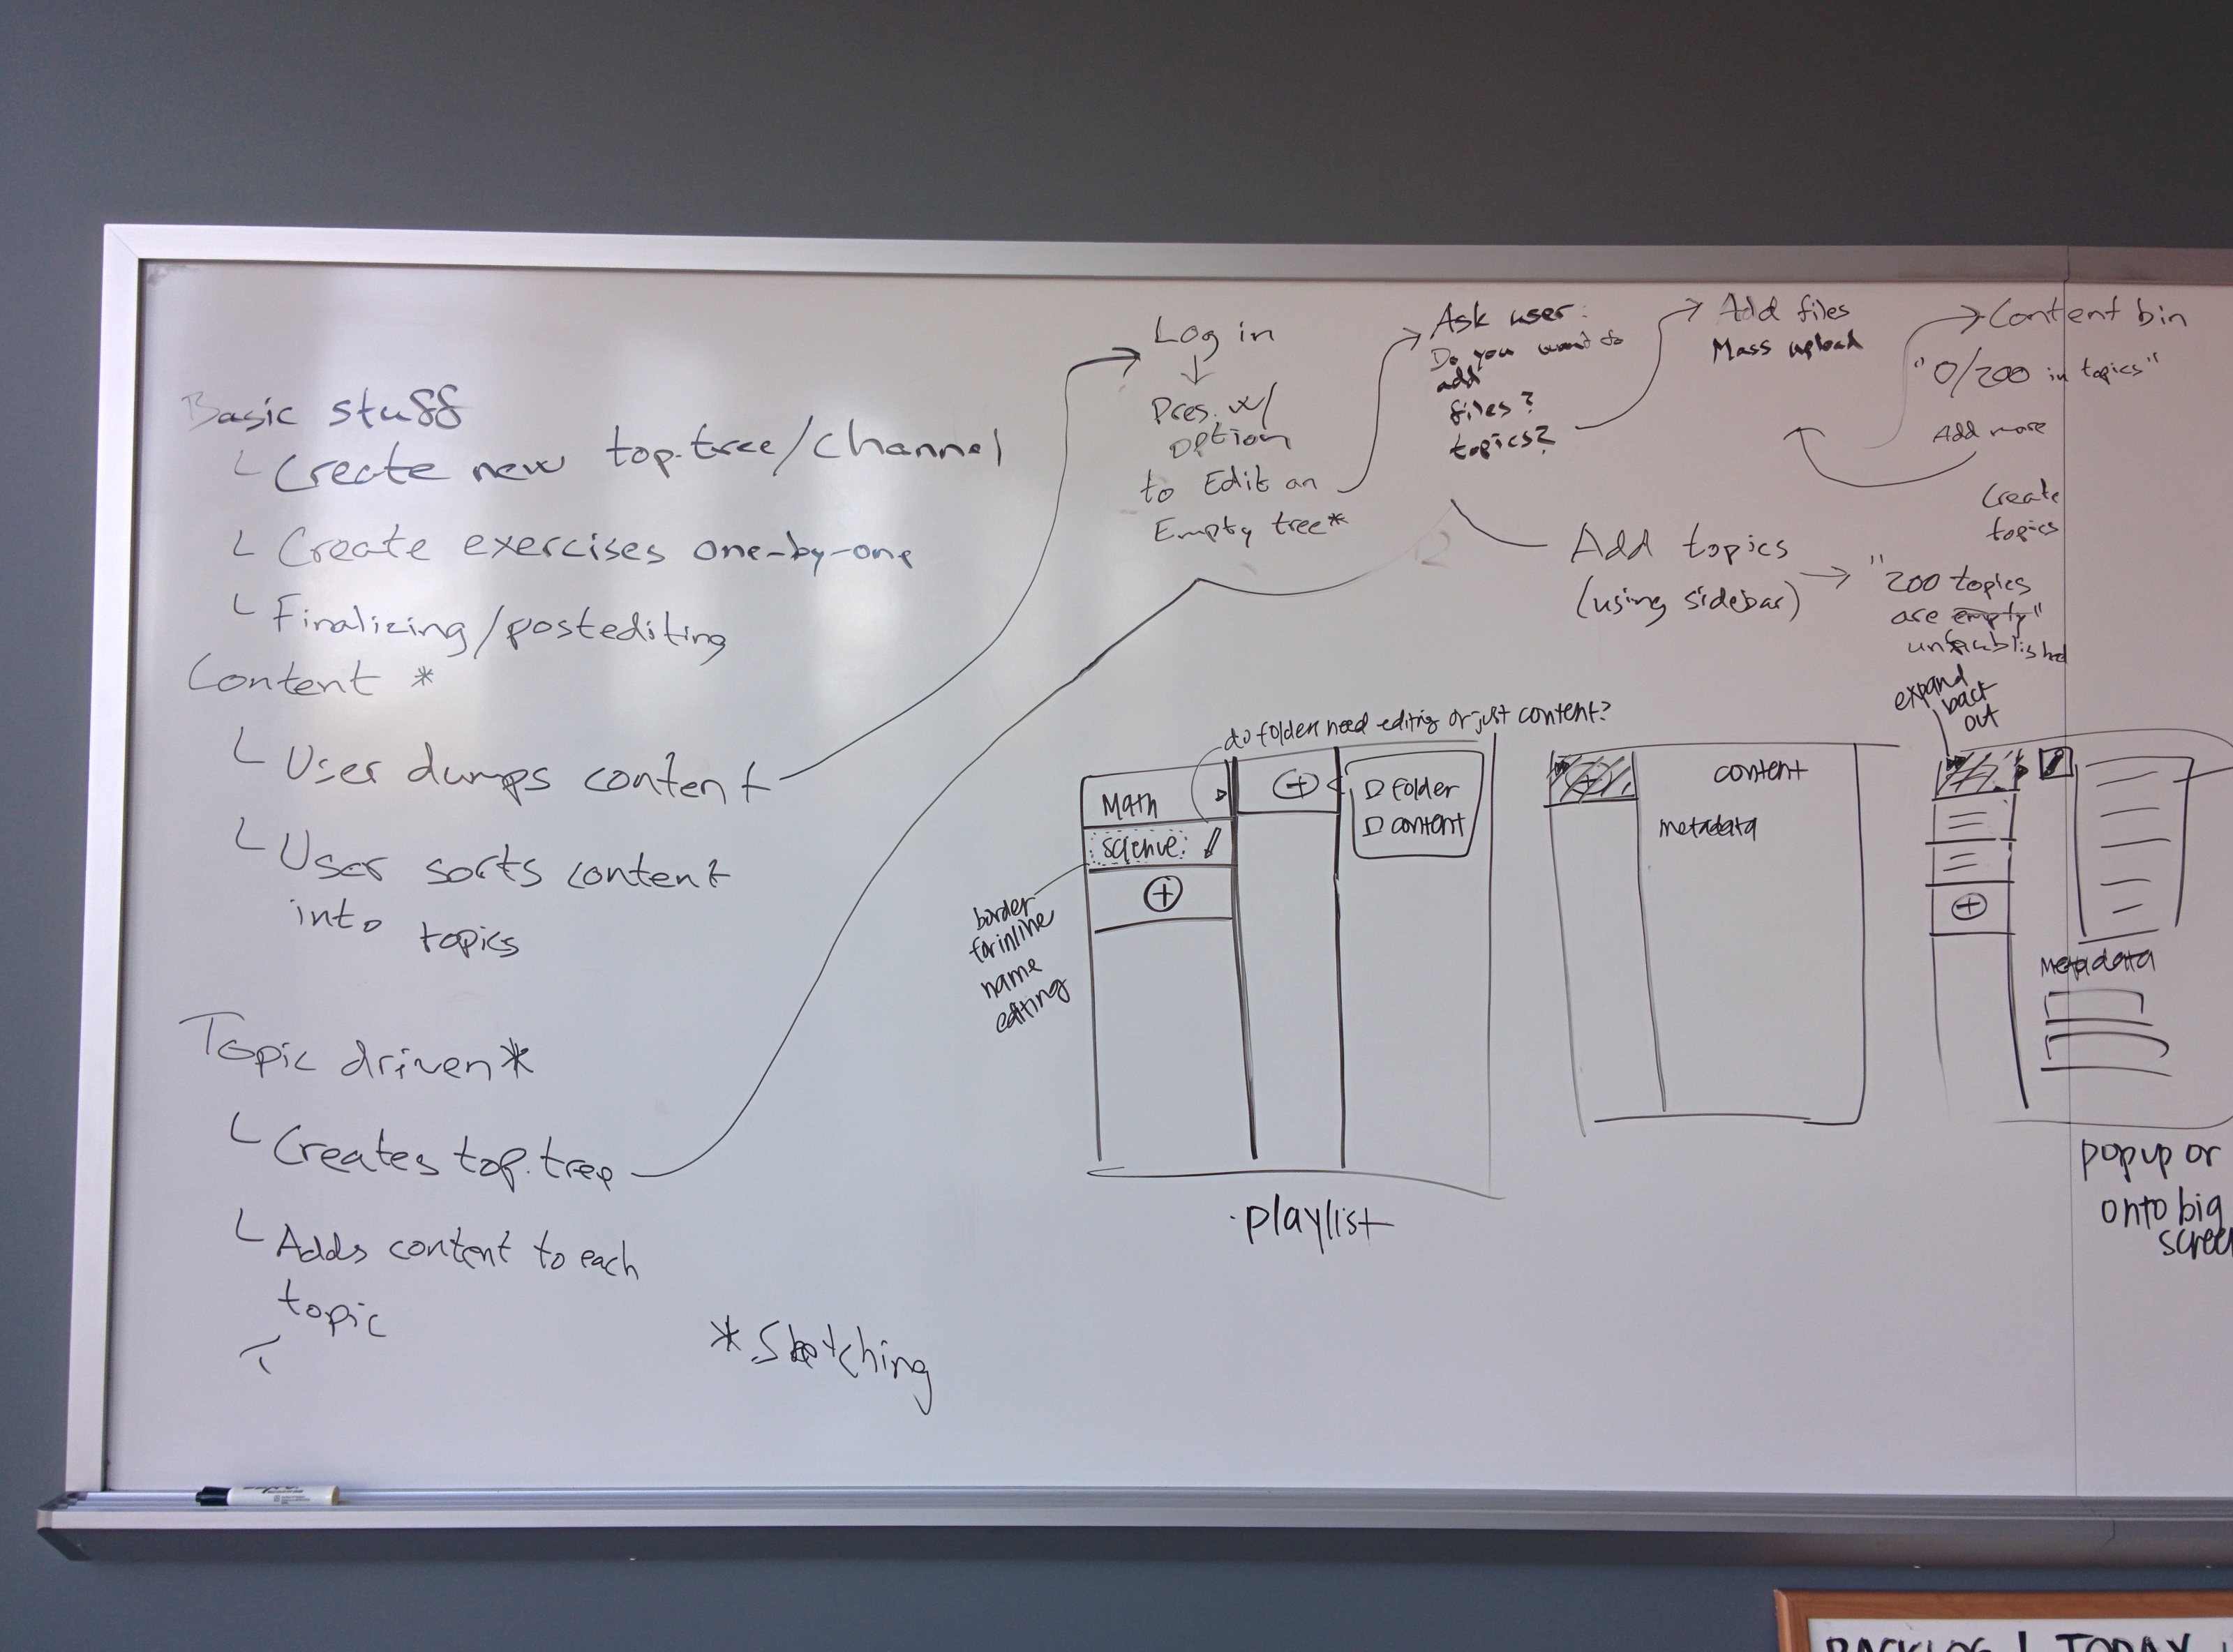 Basic stuff
Create new top.tree/channel
Create exercises one-by-one
Finalizing/postediting
Content *
User dumps content
User sorts content
into topics
Topic driven*
Creates top.tree
Adds content to each
topic
* Sketching
Log in
Pres. w/
option
to Edit an
Empty tree*
Ask user:
Do you want to
add
files?
topics?
Add files
Mass upload
Content bin
"0/200 in topics"
Add more
Create
topics
Add topics
(using sidebar)
"200 topics
are empty"
unpublished
do folders need editing or just content?
Math
science
folder
content
border
for inline
name
editing
playlist
content
metadata
expand
back
out
Metadata
popup or
onto big
screen
BACKLOG | TODAY